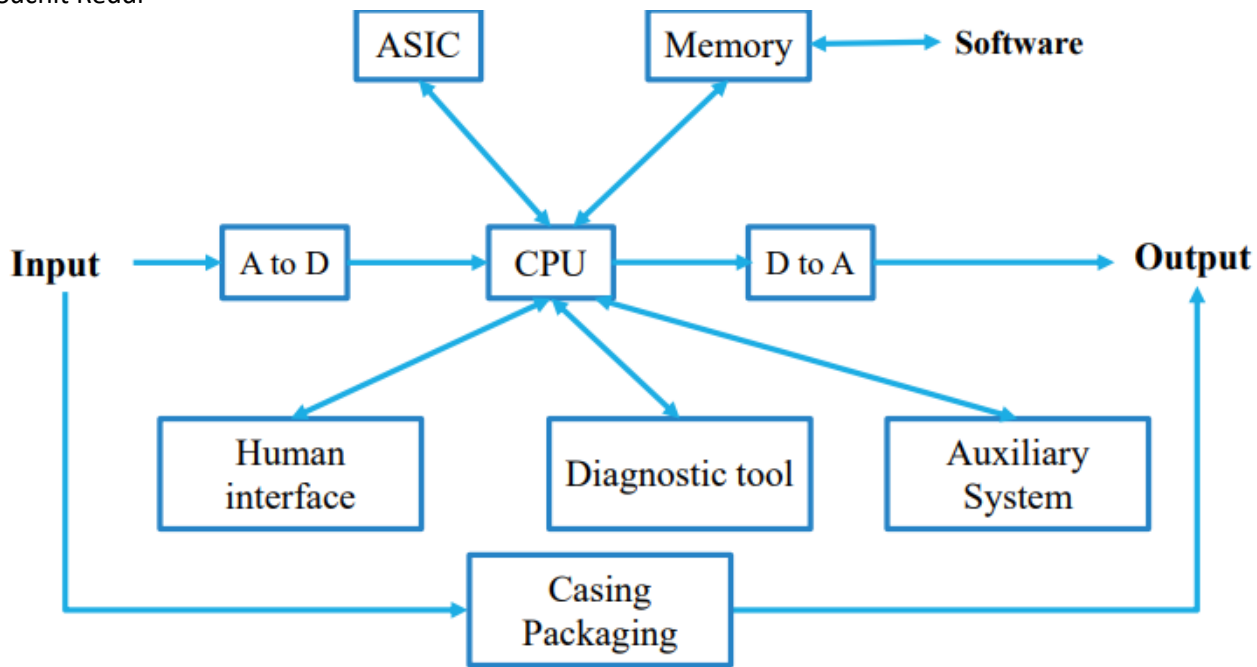 ASIC
Memory
Software
Input
A to D
CPU
D to A
Output
Human
interface
Diagnostic tool
Auxiliary
System
Casing
Packaging